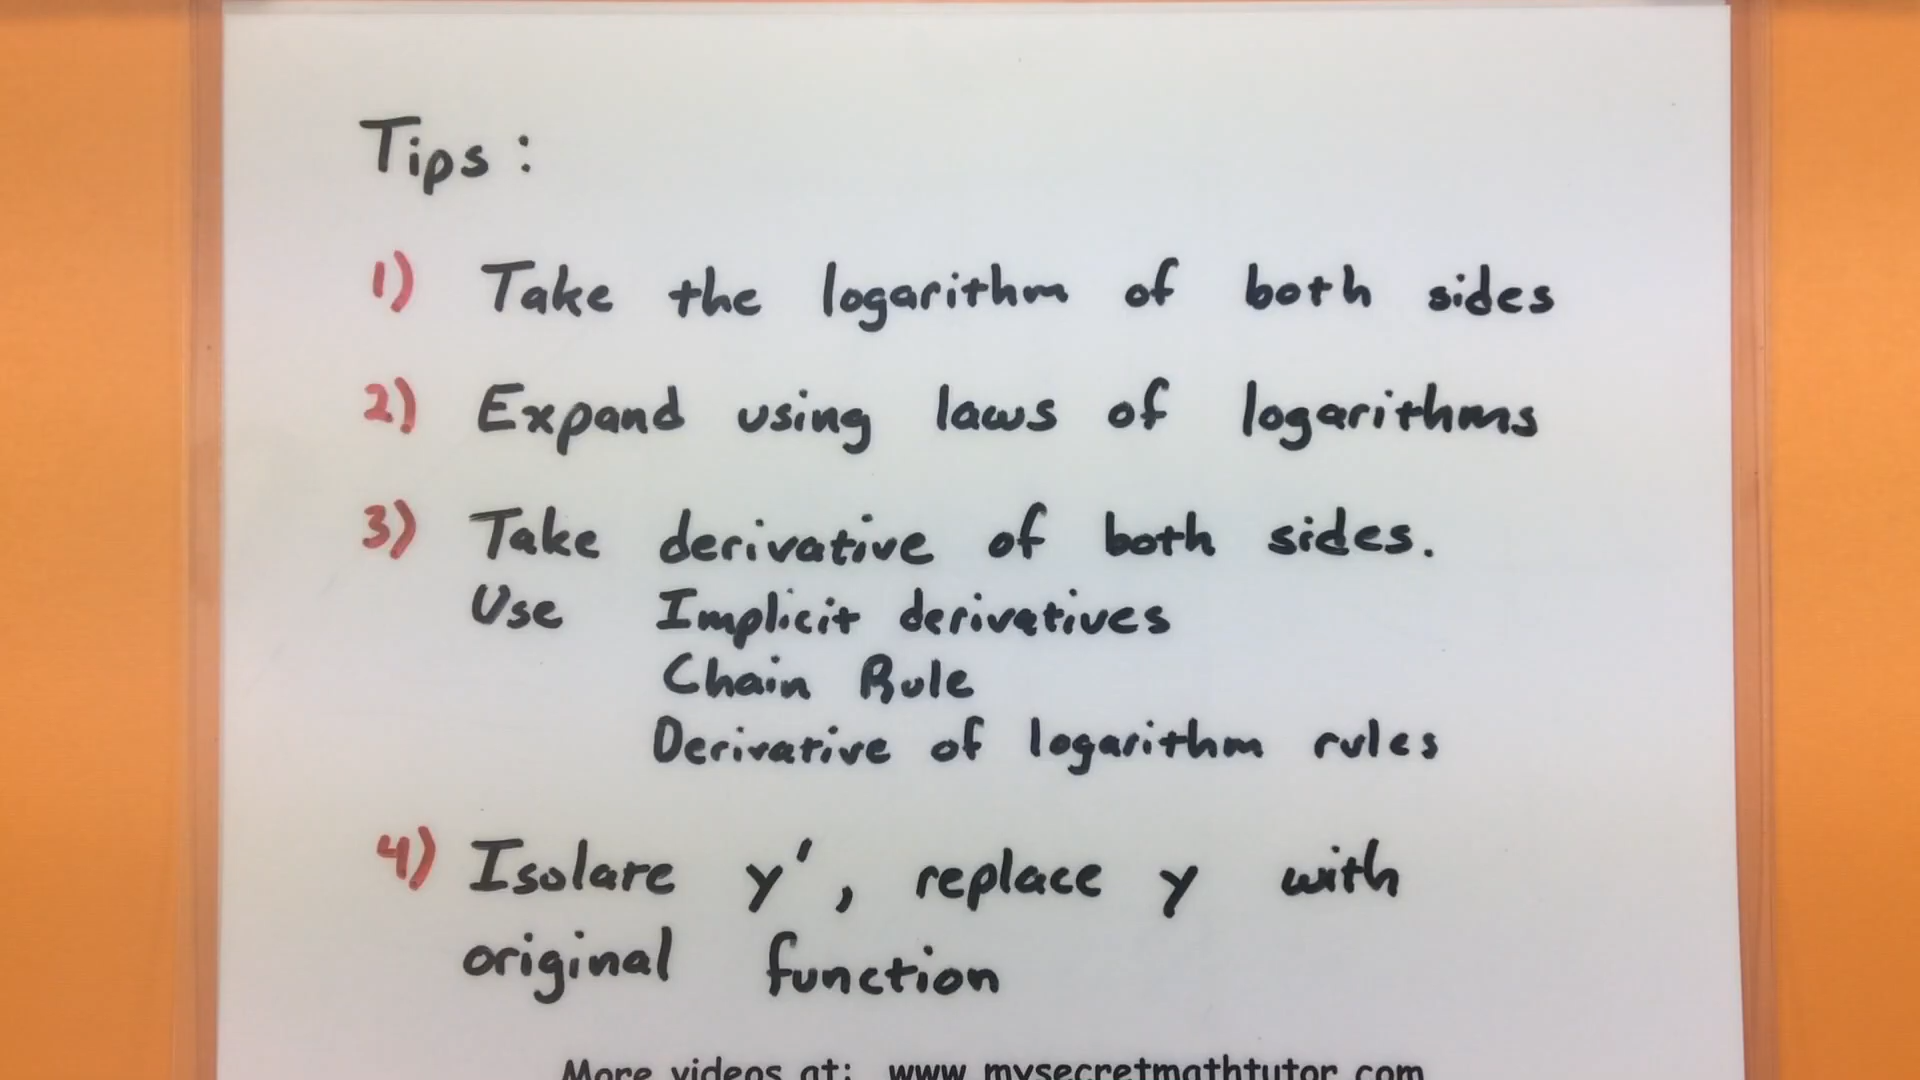 Tips :
1) Take the logarithm of both sides
2) Expand using laws of logarithms
3) Take derivative of both sides.
Use Implicit derivatives
Chain Rule
Derivative of logarithm rules
4) Isolate y', replace y with
original function
More videos at: www.mysecretmathtutor.com